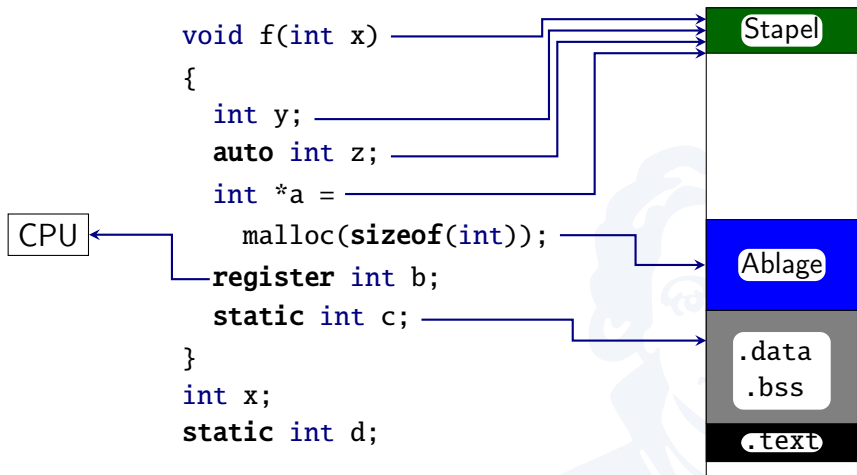 void f(int x)
{
int y;
auto int z;
int *a =
malloc(sizeof(int));
register int b;
static int c;
}
int x;
static int d;
CPU
Stapel
Ablage
.data
.bss
.text